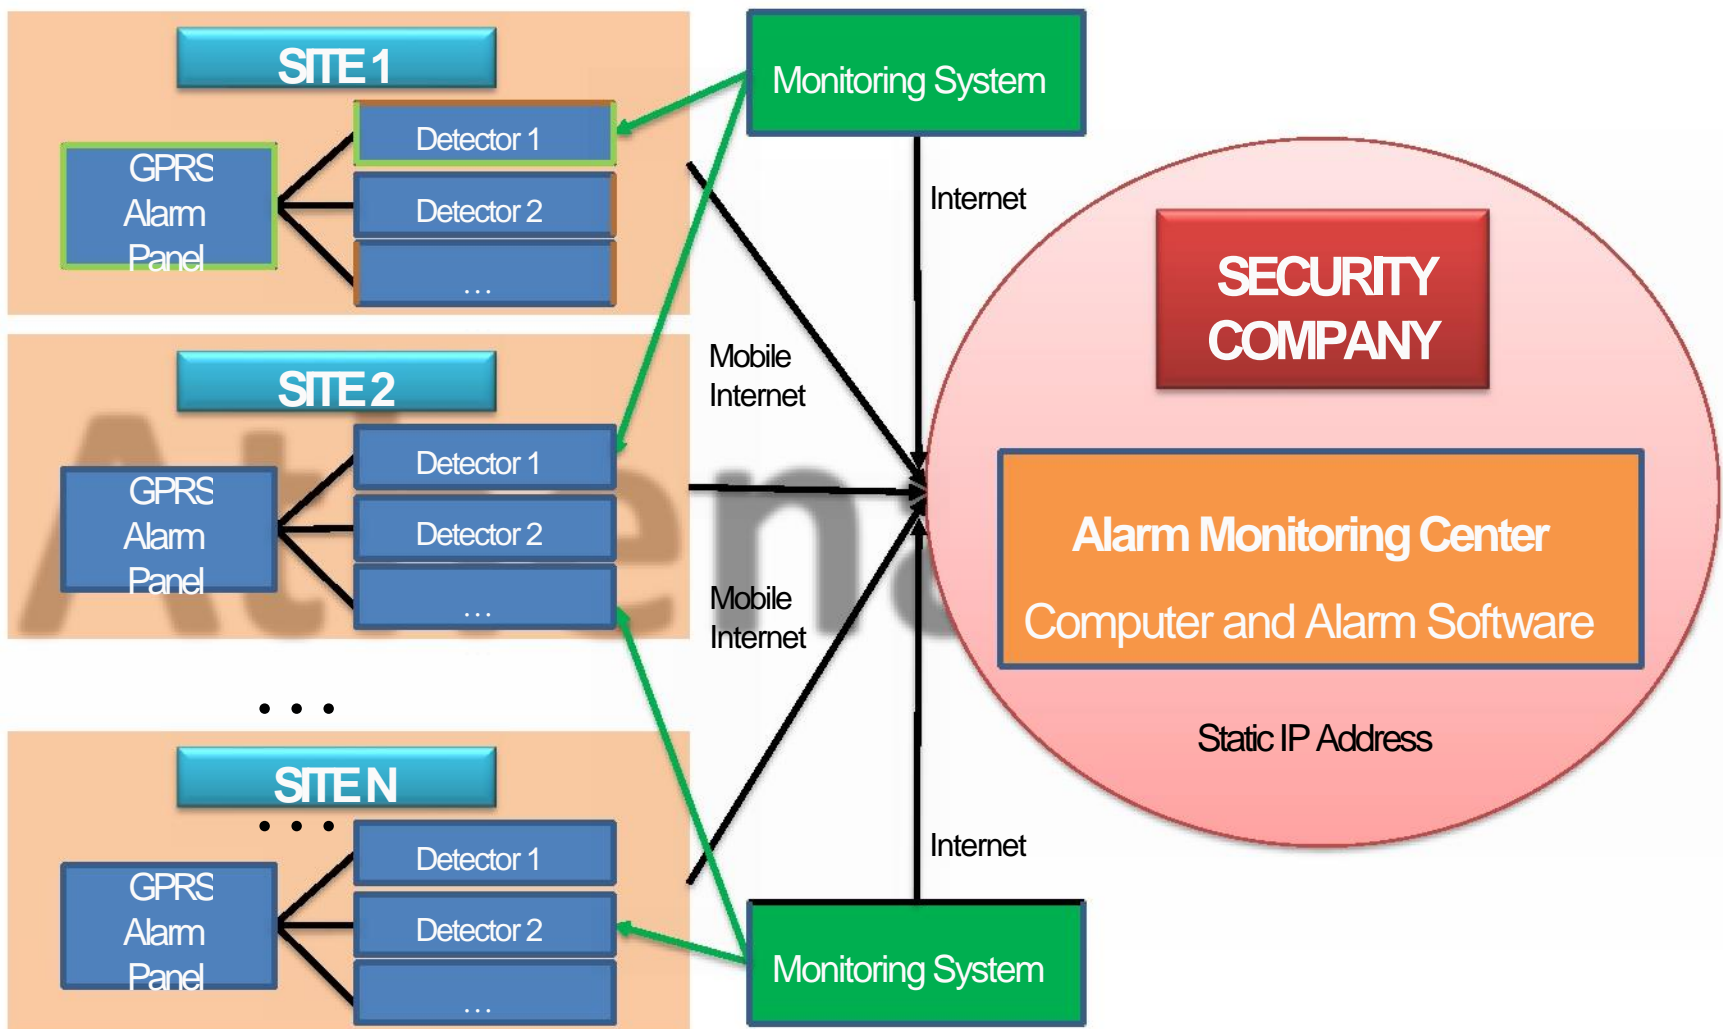 SITE 1
GPRS
Alarm
Panel
Detector 1
Detector 2
...
Monitoring System
Internet
Mobile
Internet
SITE 2
GPRS
Alarm
Panel
Detector 1
Detector 2
...
Mobile
Internet
. . .
SITE N
. . .
GPRS
Alarm
Panel
Detector 1
Detector 2
...
Internet
Monitoring System
SECURITY
COMPANY
Alarm Monitoring Center
Computer and Alarm Software
Static IP Address